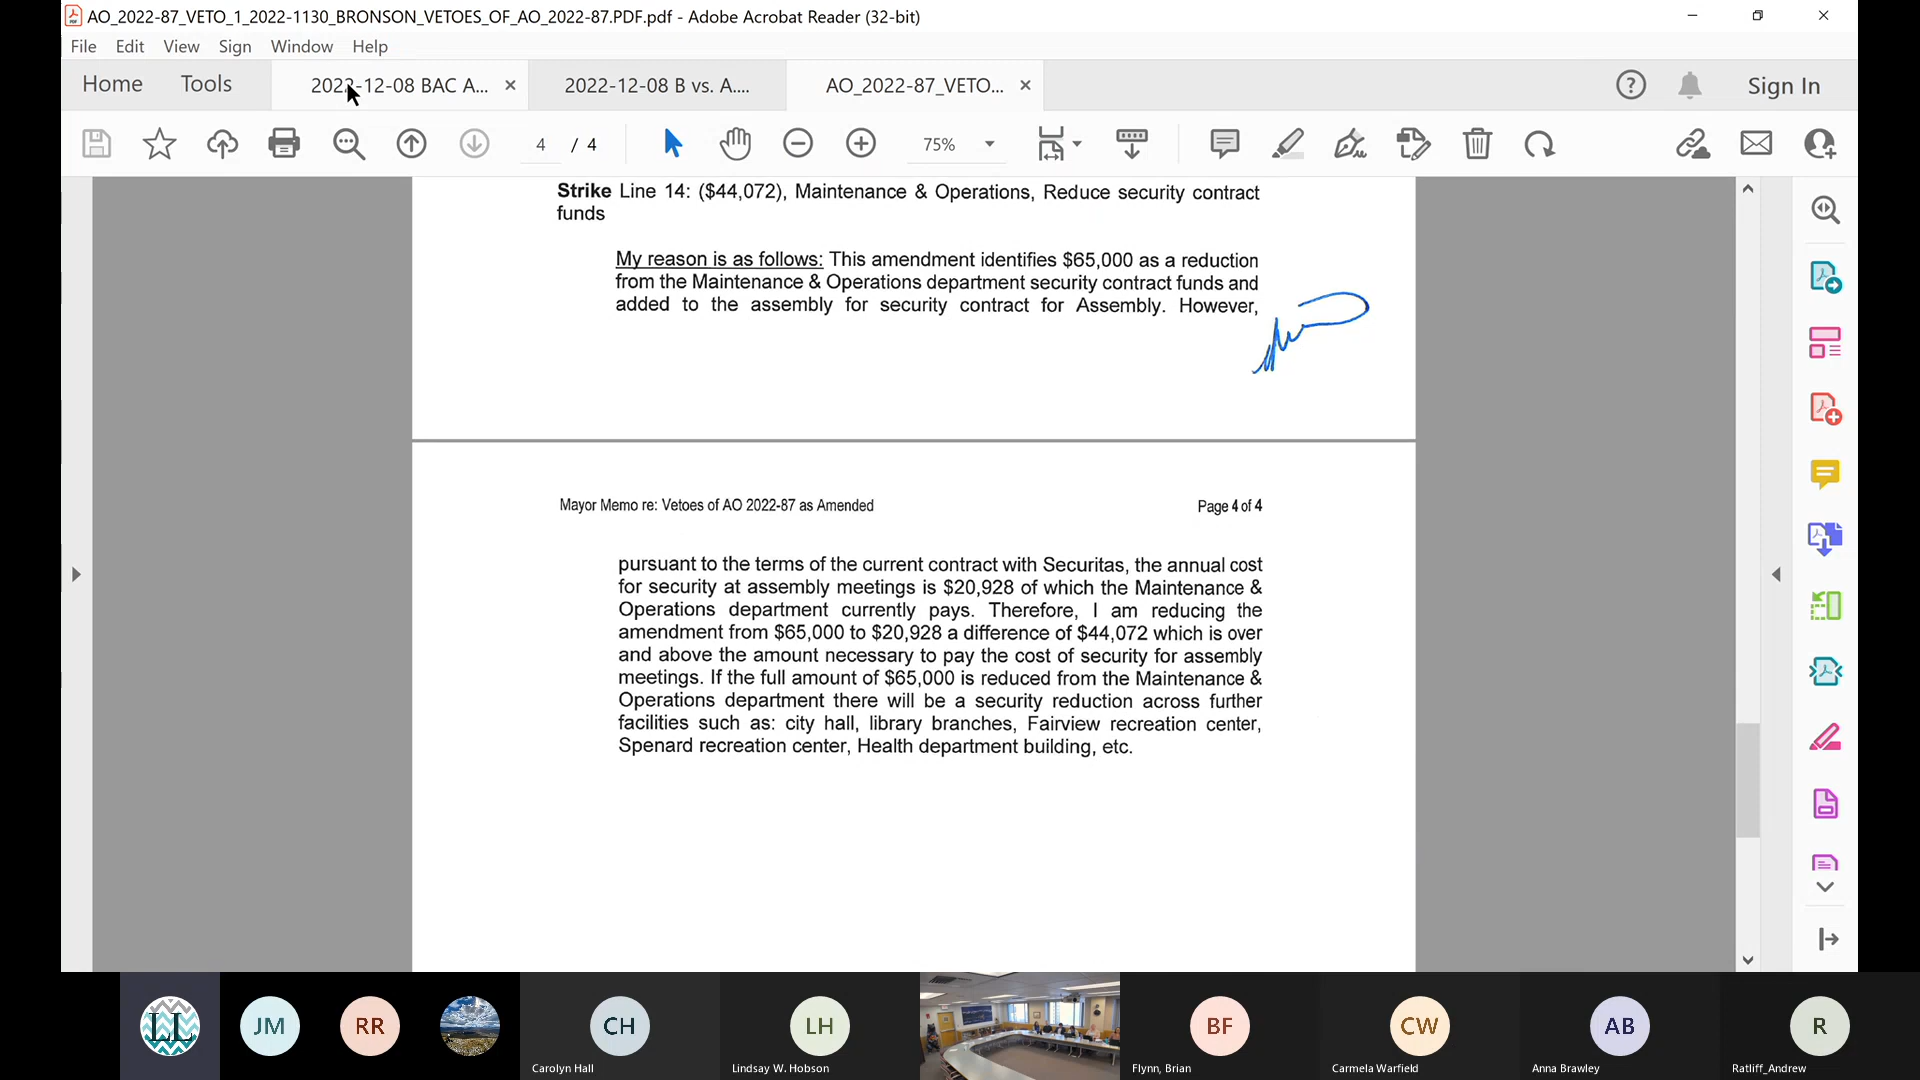 AO_2022-87_VETO_1_2022-1130_BRONSON_VETOES_OF_AO_2022-87.PDF.pdf - Adobe Acrobat Reader (32-bit)
File Edit View Sign Window Help
Home Tools 2022-12-08 BAC A... 2022-12-08 B vs. A.... AO_2022-87_VETO... Sign In
4 / 4 75%
Strike Line 14: ($44,072), Maintenance & Operations, Reduce security contract
funds
My reason is as follows: This amendment identifies $65,000 as a reduction
from the Maintenance & Operations department security contract funds and
added to the assembly for security contract for Assembly. However,
Mayor Memo re: Vetoes of AO 2022-87 as Amended Page 4 of 4
pursuant to the terms of the current contract with Securitas, the annual cost
for security at assembly meetings is $20,928 of which the Maintenance &
Operations department currently pays. Therefore, I am reducing the
amendment from $65,000 to $20,928 a difference of $44,072 which is over
and above the amount necessary to pay the cost of security for assembly
meetings. If the full amount of $65,000 is reduced from the Maintenance &
Operations department there will be a security reduction across further
facilities such as: city hall, library branches, Fairview recreation center,
Spenard recreation center, Health department building, etc.
LL JM RR CH LH BF CW AB R
Carolyn Hall Lindsay W. Hobson Flynn, Brian Carmela Warfield Anna Brawley Ratliff_Andrew